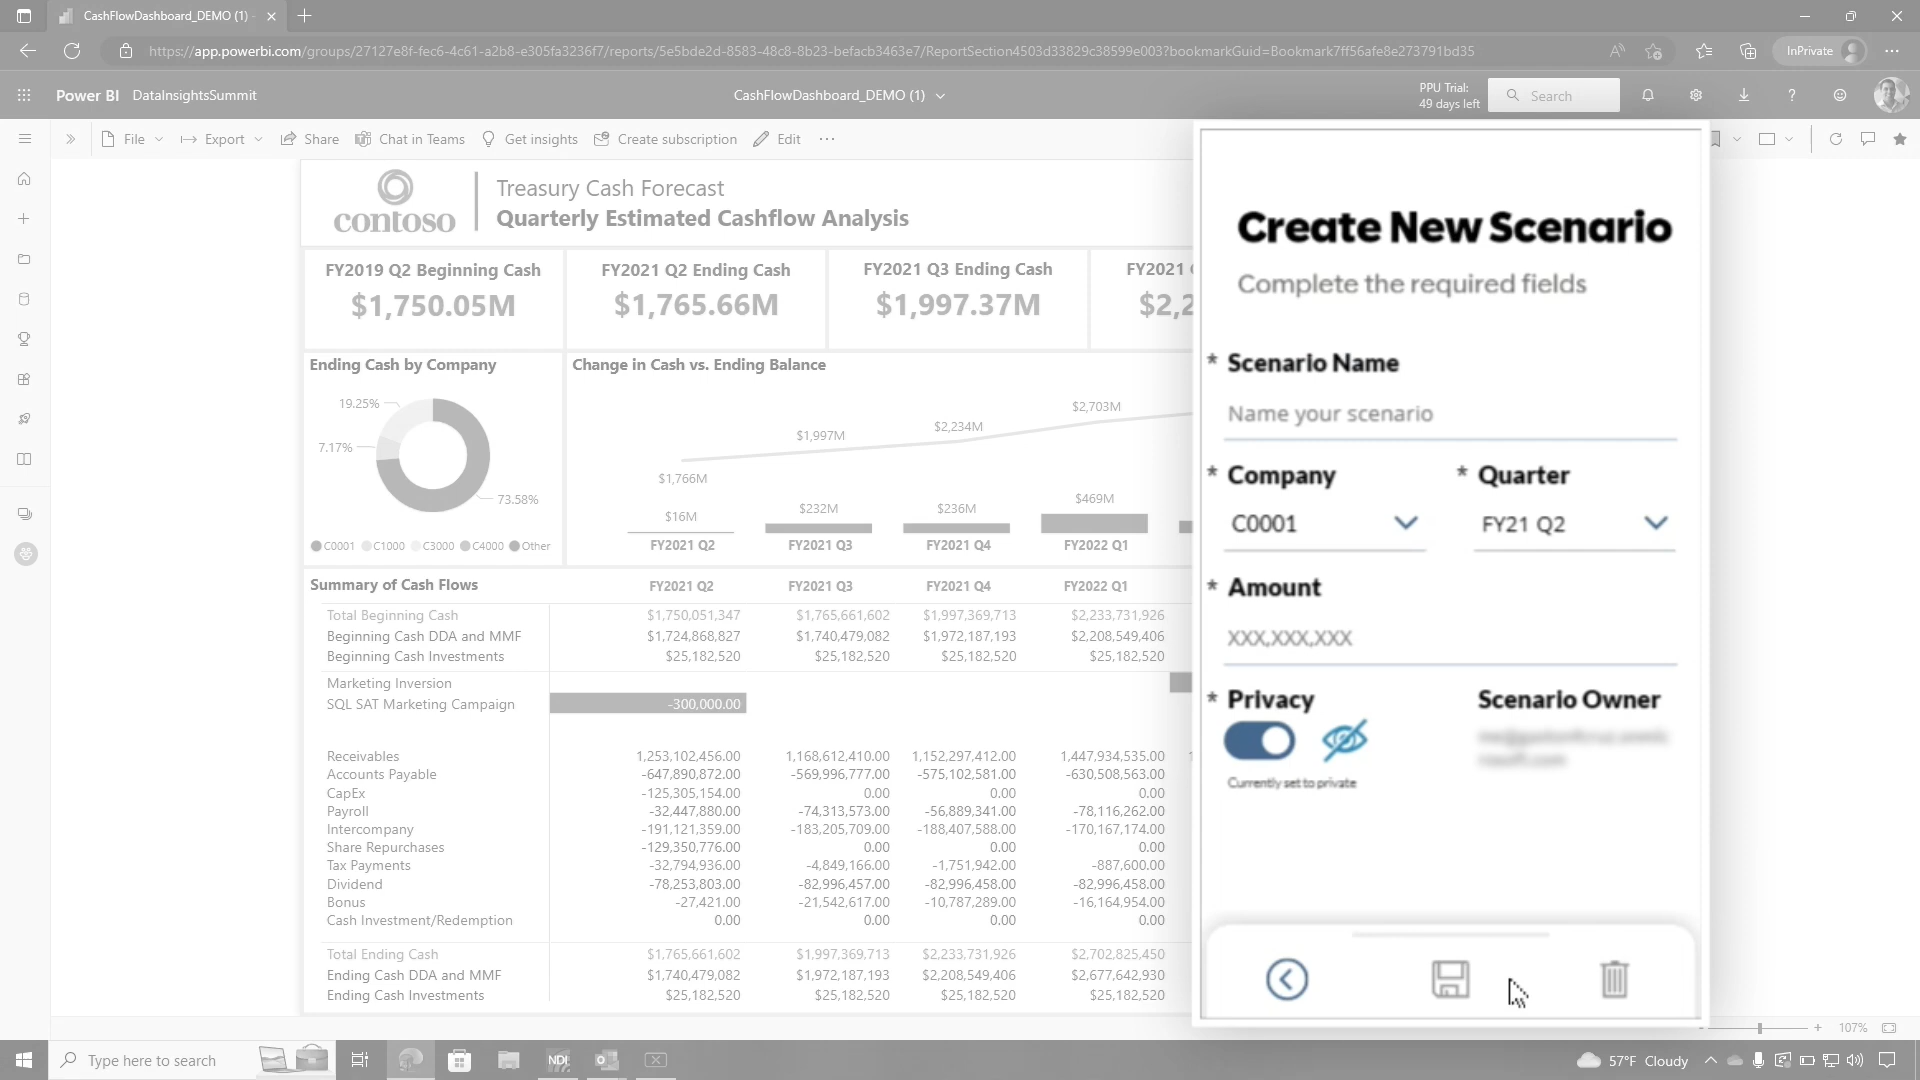 CashFlowDashboard_DEMO (1) -
https://app.powerbi.com/groups/27127e8f-fec6-4c61-a2b8-e305fa3236f7/reports/5e5bde2d-8583-48c8-8b23-befacb3463e7/ReportSection4503d33829c38599e003?bookmarkGuid=Bookmark7ff56afe8e273791bd35
InPrivate
Power BI DataInsightsSummit
CashFlowDashboard_DEMO (1)
PPU Trial:
49 days left
Search
File Export Share Chat in Teams Get insights Create subscription Edit
contoso
Treasury Cash Forecast
Quarterly Estimated Cashflow Analysis
FY2019 Q2 Beginning Cash
$1,750.05M
FY2021 Q2 Ending Cash
$1,765.66M
FY2021 Q3 Ending Cash
$1,997.37M
FY2021
$2,2
Ending Cash by Company
19.25%
7.17%
73.58%
C0001 C1000 C3000 C4000 Other
Change in Cash vs. Ending Balance
$1,766M $1,997M $2,234M $2,703M
$16M $232M $236M $469M
FY2021 Q2 FY2021 Q3 FY2021 Q4 FY2022 Q1
Summary of Cash Flows FY2021 Q2 FY2021 Q3 FY2021 Q4 FY2022 Q1
Total Beginning Cash $1,750,051,347 $1,765,661,602 $1,997,369,713 $2,233,731,926
Beginning Cash DDA and MMF $1,724,868,827 $1,740,479,082 $1,972,187,193 $2,208,549,406
Beginning Cash Investments $25,182,520 $25,182,520 $25,182,520 $25,182,520
Marketing Inversion
SQL SAT Marketing Campaign -300,000.00
Receivables 1,253,102,456.00 1,168,612,410.00 1,152,297,412.00 1,447,934,535.00 1
Accounts Payable -647,890,872.00 -569,996,777.00 -575,102,581.00 -630,508,563.00
CapEx -125,305,154.00 0.00 0.00 0.00
Payroll -32,447,880.00 -74,313,573.00 -56,889,341.00 -78,116,262.00
Intercompany -191,121,359.00 -183,205,709.00 -188,407,588.00 -170,167,174.00
Share Repurchases -129,350,776.00 0.00 0.00 0.00
Tax Payments -32,794,936.00 -4,849,166.00 -1,751,942.00 -887,600.00
Dividend -78,253,803.00 -82,996,457.00 -82,996,458.00 -82,996,458.00
Bonus -27,421.00 -21,542,617.00 -10,787,289.00 -16,164,954.00
Cash Investment/Redemption 0.00 0.00 0.00 0.00
Total Ending Cash $1,765,661,602 $1,997,369,713 $2,233,731,926 $2,702,825,450
Ending Cash DDA and MMF $1,740,479,082 $1,972,187,193 $2,208,549,406 $2,677,642,930
Ending Cash Investments $25,182,520 $25,182,520 $25,182,520 $25,182,520
Create New Scenario
Complete the required fields
* Scenario Name
Name your scenario
* Company * Quarter
C0001 FY21 Q2
* Amount
XXX,XXX,XXX
* Privacy Scenario Owner
Currently set to private
107%
Type here to search
NDI
57°F Cloudy